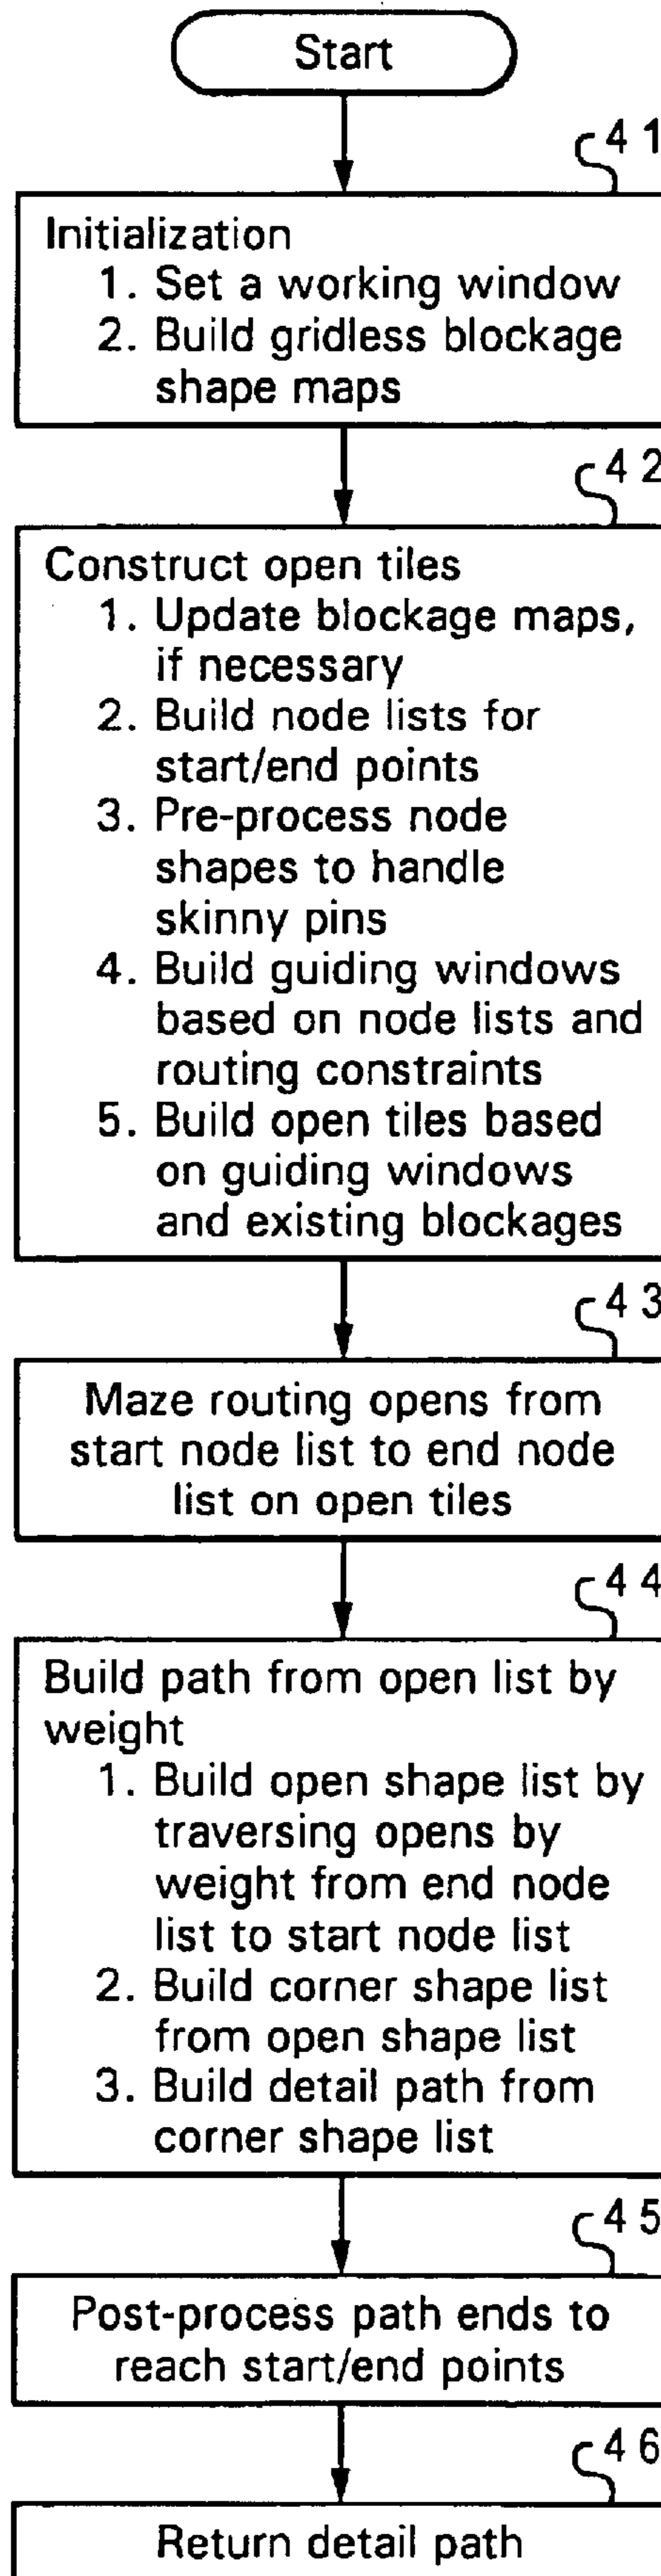 Start
41
Initialization
1. Set a working window
2. Build gridless blockage
shape maps
42
Construct open tiles
1. Update blockage maps,
if necessary
2. Build node lists for
start/end points
3. Pre-process node
shapes to handle
skinny pins
4. Build guiding windows
based on node lists and
routing constraints
5. Build open tiles based
on guiding windows
and existing blockages
43
Maze routing opens from
start node list to end node
list on open tiles
44
Build path from open list by
weight
1. Build open shape list by
traversing opens by
weight from end node
list to start node list
2. Build corner shape list
from open shape list
3. Build detail path from
corner shape list
45
Post-process path ends to
reach start/end points
46
Return detail path